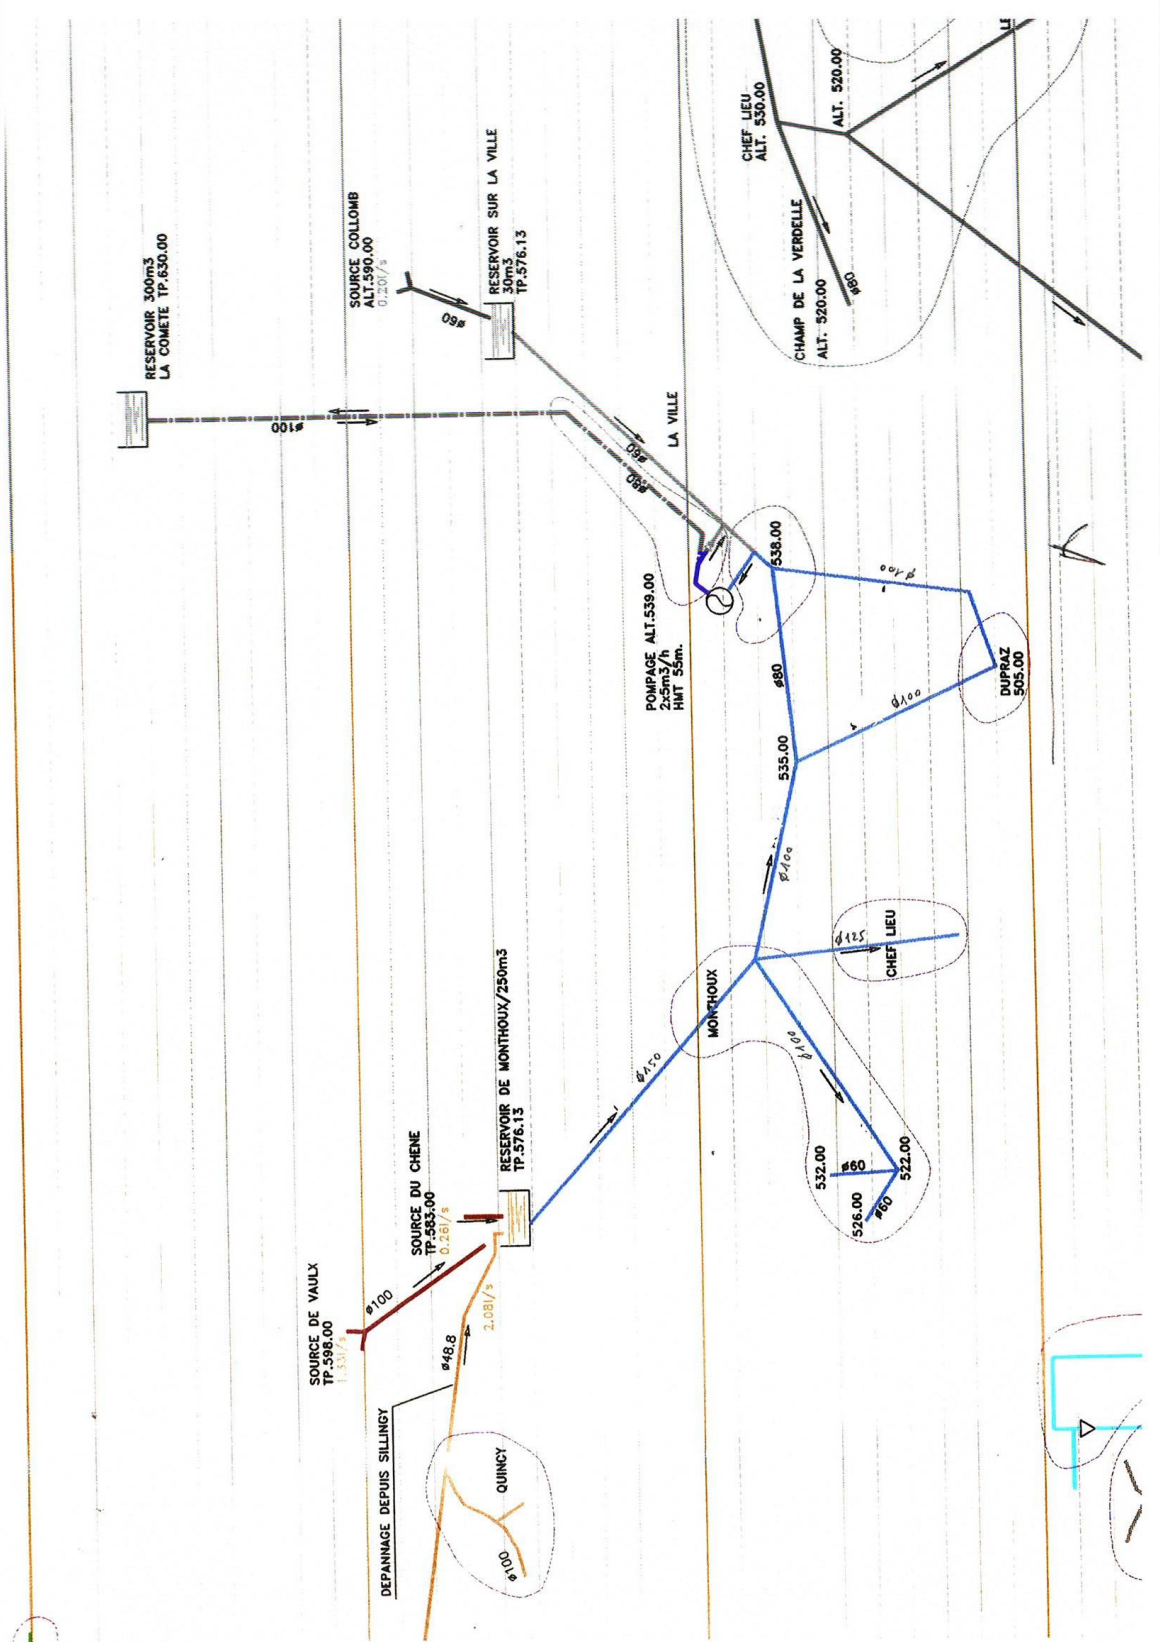 RESERVOIR 300m3
LA COMETE TP.630.00
ø100
SOURCE COLLOMB
ALT.590.00
0.20l/s
ø60
RESERVOIR SUR LA VILLE
30m3
TP.576.13
ø60
ø80
LA VILLE
CHEF LIEU
ALT. 530.00
ALT. 520.00
LE
CHAMP DE LA VERDELLE
ALT. 520.00
ø80
POMPAGE ALT.539.00
2x5m3/h
HMT 55m.
538.00
ø80
ø100
535.00
ø100
DUPRAZ
505.00
ø100
ø125
CHEF LIEU
MONTHOUX
ø150
ø100
532.00
ø60
522.00
526.00
ø60
SOURCE DU CHENE
TP.583.00
0.26l/s
RESERVOIR DE MONTHOUX/250m3
TP.576.13
SOURCE DE VAULX
TP.598.00
1.33l/s
ø100
2.08l/s
ø48.8
DEPANNAGE DEPUIS SILLINGY
QUINCY
ø100